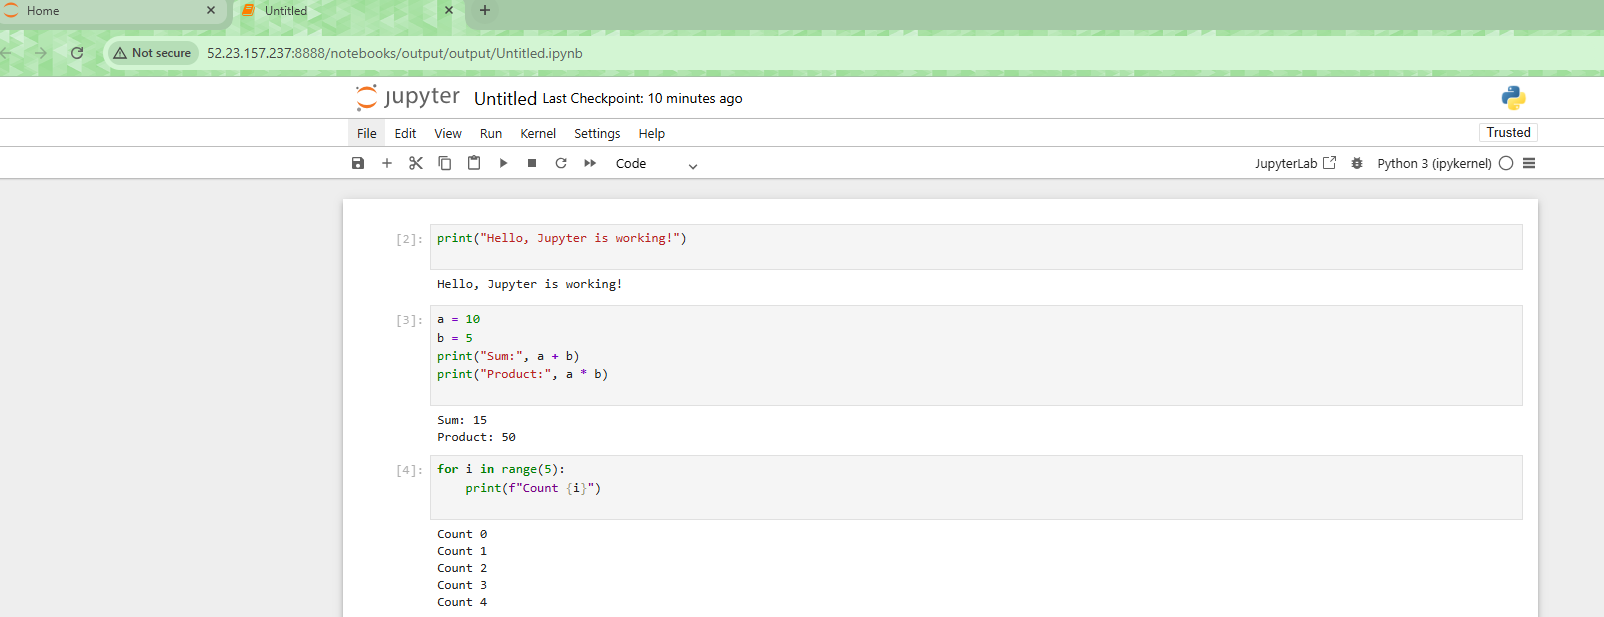 Home
Untitled
Not secure 52.23.157.237:8888/notebooks/output/output/Untitled.ipynb
jupyter Untitled Last Checkpoint: 10 minutes ago
File Edit View Run Kernel Settings Help
Trusted
Code
JupyterLab Python 3 (ipykernel)
[2]: print("Hello, Jupyter is working!")
Hello, Jupyter is working!
[3]: a = 10
b = 5
print("Sum:", a + b)
print("Product:", a * b)
Sum: 15
Product: 50
[4]: for i in range(5):
    print(f"Count {i}")
Count 0
Count 1
Count 2
Count 3
Count 4